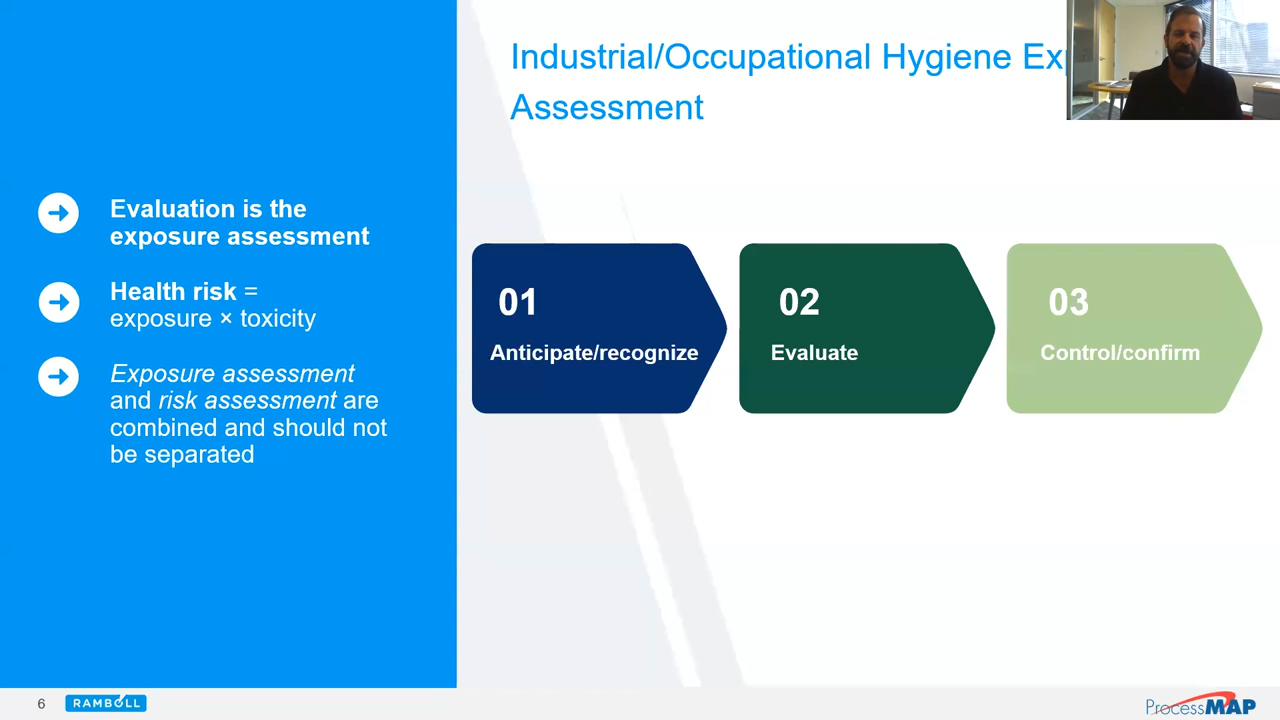 Industrial/Occupational Hygiene
Assessment
Evaluation is the
exposure assessment
Health risk =
exposure × toxicity
Exposure assessment
and risk assessment are
combined and should not
be separated
01
Anticipate/recognize
02
Evaluate
03
Control/confirm
6
RAMBOLL
ProcessMAP